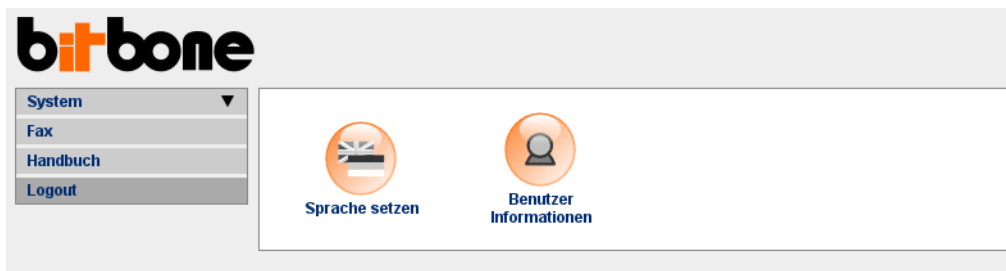 bitbone
System
Fax
Handbuch
Logout
Sprache setzen
Benutzer
Informationen